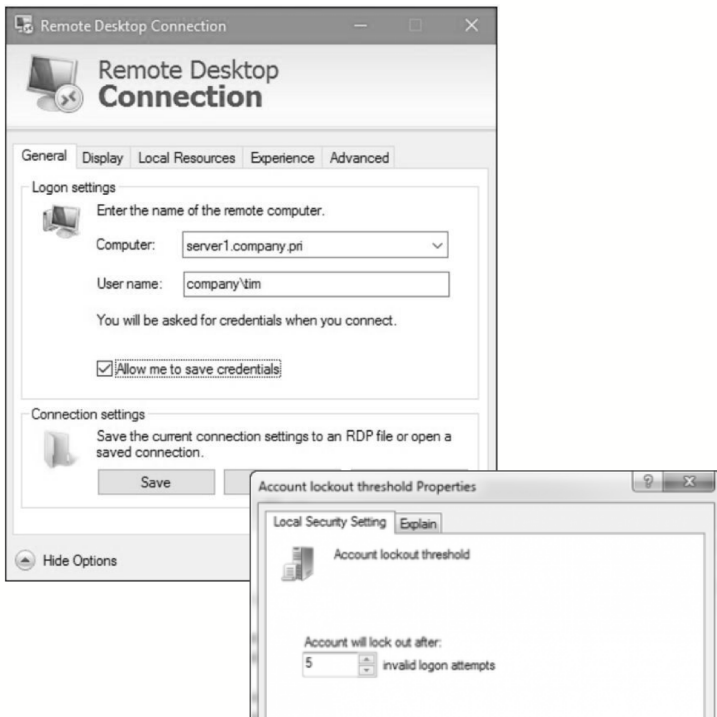 Remote Desktop Connection
Remote Desktop
Connection
General Display Local Resources Experience Advanced
Logon settings
Enter the name of the remote computer.
Computer: server1.company.pri
User name: company\tim
You will be asked for credentials when you connect.
Allow me to save credentials
Connection settings
Save the current connection settings to an RDP file or open a
saved connection.
Save
Hide Options
Account lockout threshold Properties
Local Security Setting Explain
Account lockout threshold
Account will lock out after:
5 invalid logon attempts